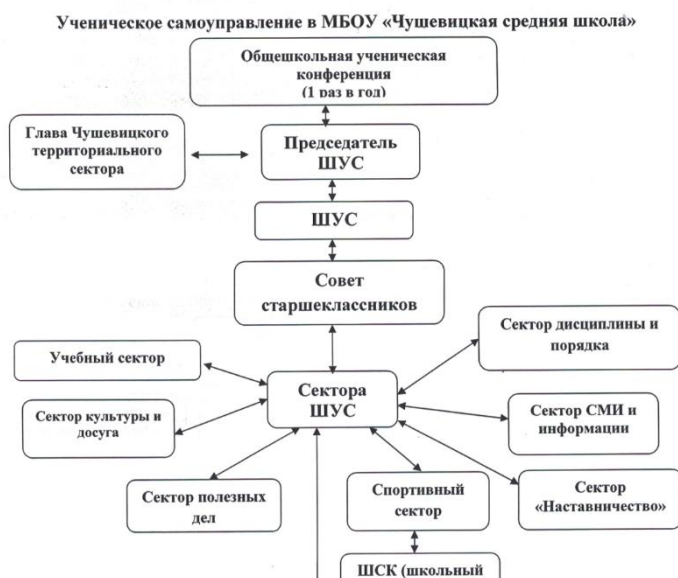 Ученическое самоуправление в МБОУ «Чушевицкая средняя школа»
Общешкольная ученическая
конференция
(1 раз в год)
Глава Чушевицкого
территориального
сектора
Председатель
ШУС
ШУС
Совет
старшеклассников
Сектор дисциплины и
порядка
Учебный сектор
Сектора
ШУС
Сектор культуры и
досуга
Сектор СМИ и
информации
Сектор полезных
дел
Спортивный
сектор
Сектор
«Наставничество»
ШСК (школьный